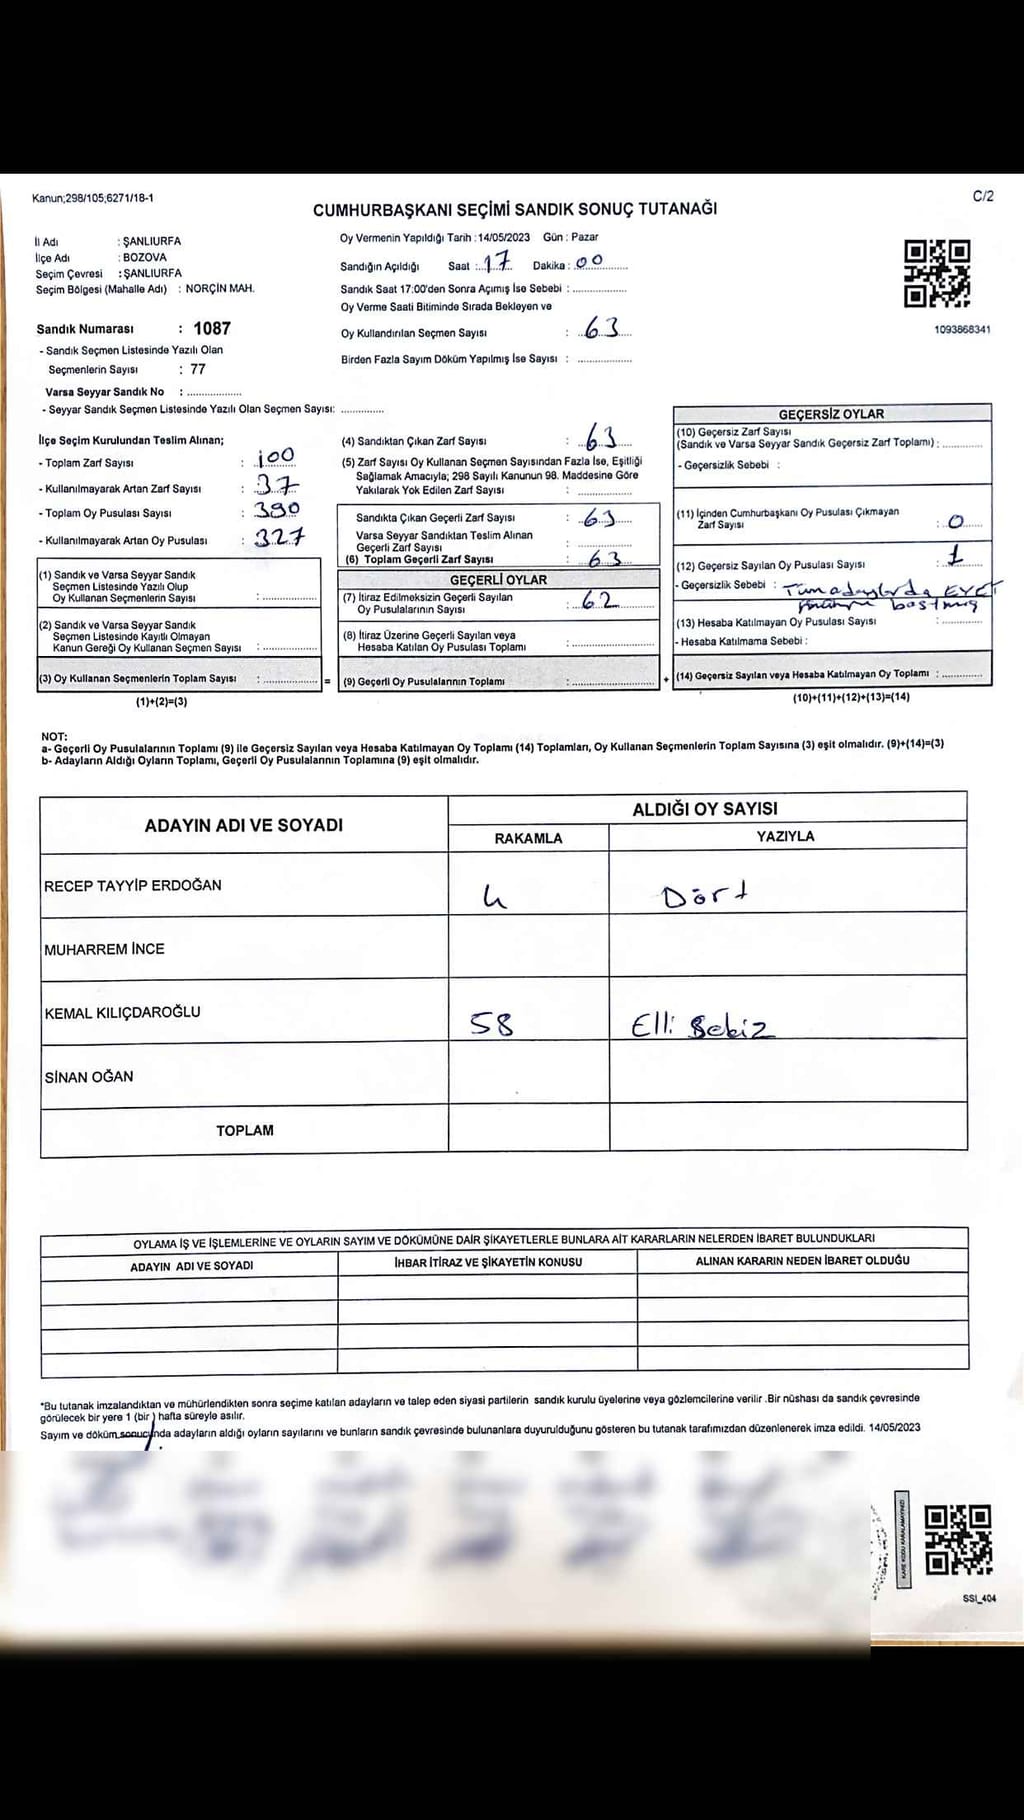 Kanun;298/105,6271/18-1
C/2
CUMHURBAŞKANI SEÇİMİ SANDIK SONUÇ TUTANAĞI
İl Adı : ŞANLIURFA
İlçe Adı : BOZOVA
Seçim Çevresi : ŞANLIURFA
Seçim Bölgesi (Mahalle Adı) : NORÇİN MAH.
Sandık Numarası : 1087
- Sandık Seçmen Listesinde Yazılı Olan
Seçmenlerin Sayısı : 77
Varsa Seyyar Sandık No : ..................
- Seyyar Sandık Seçmen Listesinde Yazılı Olan Seçmen Sayısı: ..............
Oy Vermenin Yapıldığı Tarih :14/05/2023 Gün : Pazar
Sandığın Açıldığı Saat :..17.. Dakika : 00
Sandık Saat 17:00'den Sonra Açımış İse Sebebi : ..................
Oy Verme Saati Bitiminde Sırada Bekleyen ve
Oy Kullandırılan Seçmen Sayısı : 63
Birden Fazla Sayım Döküm Yapılmış İse Sayısı : ..................
1093868341
İlçe Seçim Kurulundan Teslim Alınan;
- Toplam Zarf Sayısı : 100
- Kullanılmayarak Artan Zarf Sayısı : 37
- Toplam Oy Pusulası Sayısı : 390
- Kullanılmayarak Artan Oy Pusulası : 327
(1) Sandık ve Varsa Seyyar Sandık
Seçmen Listesinde Yazılı Olup
Oy Kullanan Seçmenlerin Sayısı : ..................
(2) Sandık ve Varsa Seyyar Sandık
Seçmen Listesinde Kayıtlı Olmayan
Kanun Gereği Oy Kullanan Seçmen Sayısı : ..................
(3) Oy Kullanan Seçmenlerin Toplam Sayısı : .................. =
(1)+(2)=(3)
(4) Sandıktan Çıkan Zarf Sayısı : 63
(5) Zarf Sayısı Oy Kullanan Seçmen Sayısından Fazla İse, Eşitliği
Sağlamak Amacıyla; 298 Sayılı Kanunun 98. Maddesine Göre
Yakılarak Yok Edilen Zarf Sayısı : ..................
Sandıkta Çıkan Geçerli Zarf Sayısı : 63
Varsa Seyyar Sandıktan Teslim Alınan
Geçerli Zarf Sayısı : ..................
(6) Toplam Geçerli Zarf Sayısı : 63
GEÇERLİ OYLAR
(7) İtiraz Edilmeksizin Geçerli Sayılan
Oy Pusulalarının Sayısı : 62
(8) İtiraz Üzerine Geçerli Sayılan veya
Hesaba Katılan Oy Pusulası Toplamı : ..................
(9) Geçerli Oy Pusulalarının Toplamı : .................. +
GEÇERSİZ OYLAR
(10) Geçersiz Zarf Sayısı
(Sandık ve Varsa Seyyar Sandık Geçersiz Zarf Toplamı) : ............
- Geçersizlik Sebebi :
(11) İçinden Cumhurbaşkanı Oy Pusulası Çıkmayan
Zarf Sayısı : 0
(12) Geçersiz Sayılan Oy Pusulası Sayısı : 1
- Geçersizlik Sebebi : Tüm adaylarda EVET
mührü basılmış
(13) Hesaba Katılmayan Oy Pusulası Sayısı : ............
- Hesaba Katılmama Sebebi :
(14) Geçersiz Sayılan veya Hesaba Katılmayan Oy Toplamı : ............
(10)+(11)+(12)+(13)=(14)
NOT:
a- Geçerli Oy Pusulalarının Toplamı (9) ile Geçersiz Sayılan veya Hesaba Katılmayan Oy Toplamı (14) Toplamları, Oy Kullanan Seçmenlerin Toplam Sayısına (3) eşit olmalıdır. (9)+(14)=(3)
b- Adayların Aldığı Oyların Toplamı, Geçerli Oy Pusulalarının Toplamına (9) eşit olmalıdır.
ADAYIN ADI VE SOYADI
ALDIĞI OY SAYISI
RAKAMLA YAZIYLA
RECEP TAYYİP ERDOĞAN 4 Dört
MUHARREM İNCE
KEMAL KILIÇDAROĞLU 58 Elli Sekiz
SİNAN OĞAN
TOPLAM
OYLAMA İŞ VE İŞLEMLERİNE VE OYLARIN SAYIM VE DÖKÜMÜNE DAİR ŞİKAYETLERLE BUNLARA AİT KARARLARIN NELERDEN İBARET BULUNDUKLARI
ADAYIN ADI VE SOYADI İHBAR İTİRAZ VE ŞİKAYETİN KONUSU ALINAN KARARIN NEDEN İBARET OLDUĞU
*Bu tutanak imzalandıktan ve mühürlendikten sonra seçime katılan adayların ve talep eden siyasi partilerin sandık kurulu üyelerine veya gözlemcilerine verilir .Bir nüshası da sandık çevresinde
görülecek bir yere 1 (bir ) hafta süreyle asılır.
Sayım ve döküm sonucunda adayların aldığı oyların sayılarını ve bunların sandık çevresinde bulunanlara duyurulduğunu gösteren bu tutanak tarafımızdan düzenlenerek imza edildi. 14/05/2023
KARE KODU KARALAMAYINIZ!
SSI_404